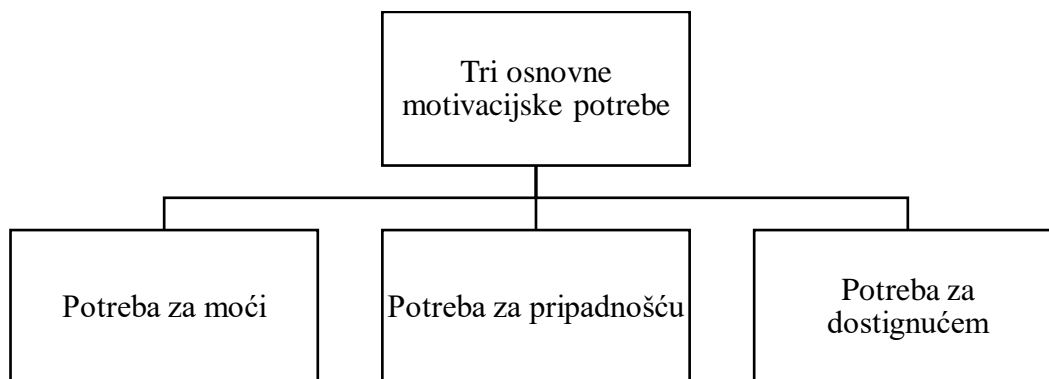 Tri osnovne
motivacijske potrebe
Potreba za moći
Potreba za pripadnošću
Potreba za
dostignućem